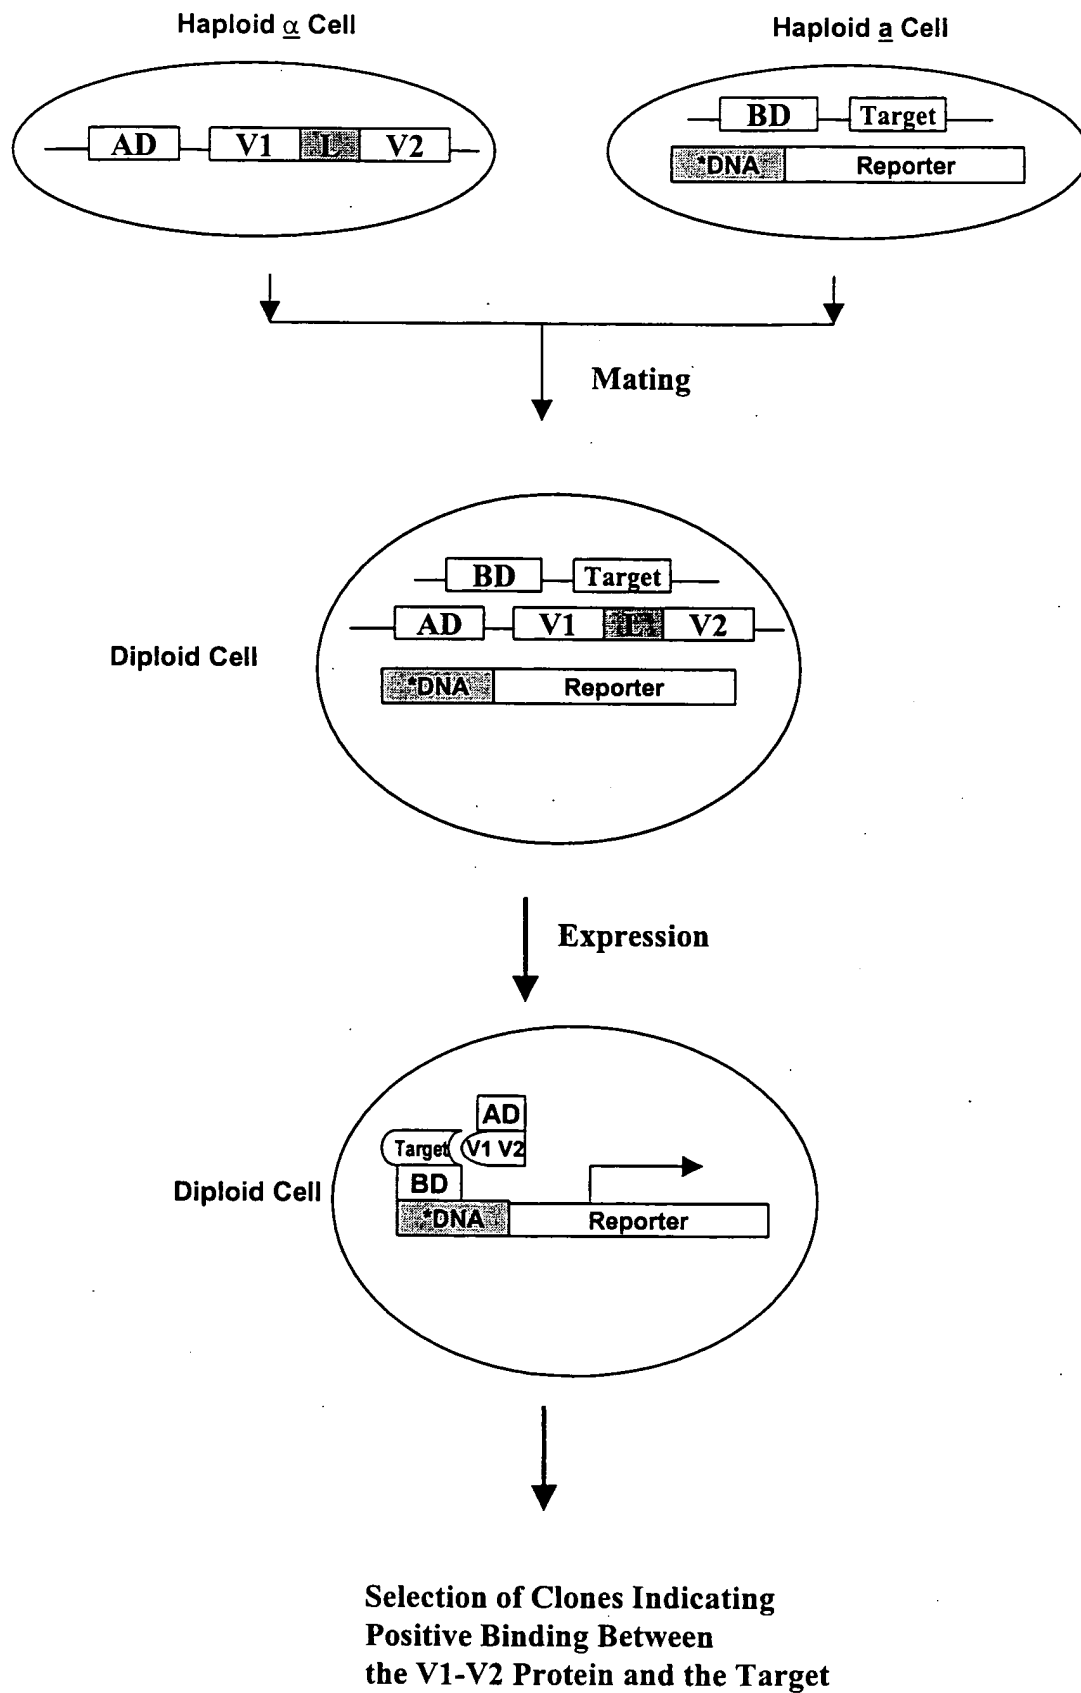 Haploid α Cell
Haploid a Cell
AD V1 L V2
BD Target
*DNA Reporter
Mating
BD Target
AD V1 L V2
*DNA Reporter
Diploid Cell
Expression
AD
Target V1 V2
BD
*DNA Reporter
Diploid Cell
Selection of Clones Indicating
Positive Binding Between
the V1-V2 Protein and the Target